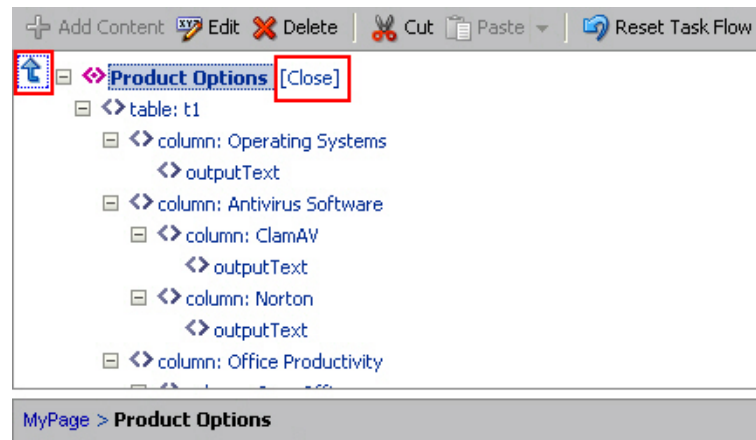 Add Content Edit Delete Cut Paste Reset Task Flow
Product Options [Close]
table: t1
column: Operating Systems
outputText
column: Antivirus Software
column: ClamAV
outputText
column: Norton
outputText
column: Office Productivity
MyPage > Product Options